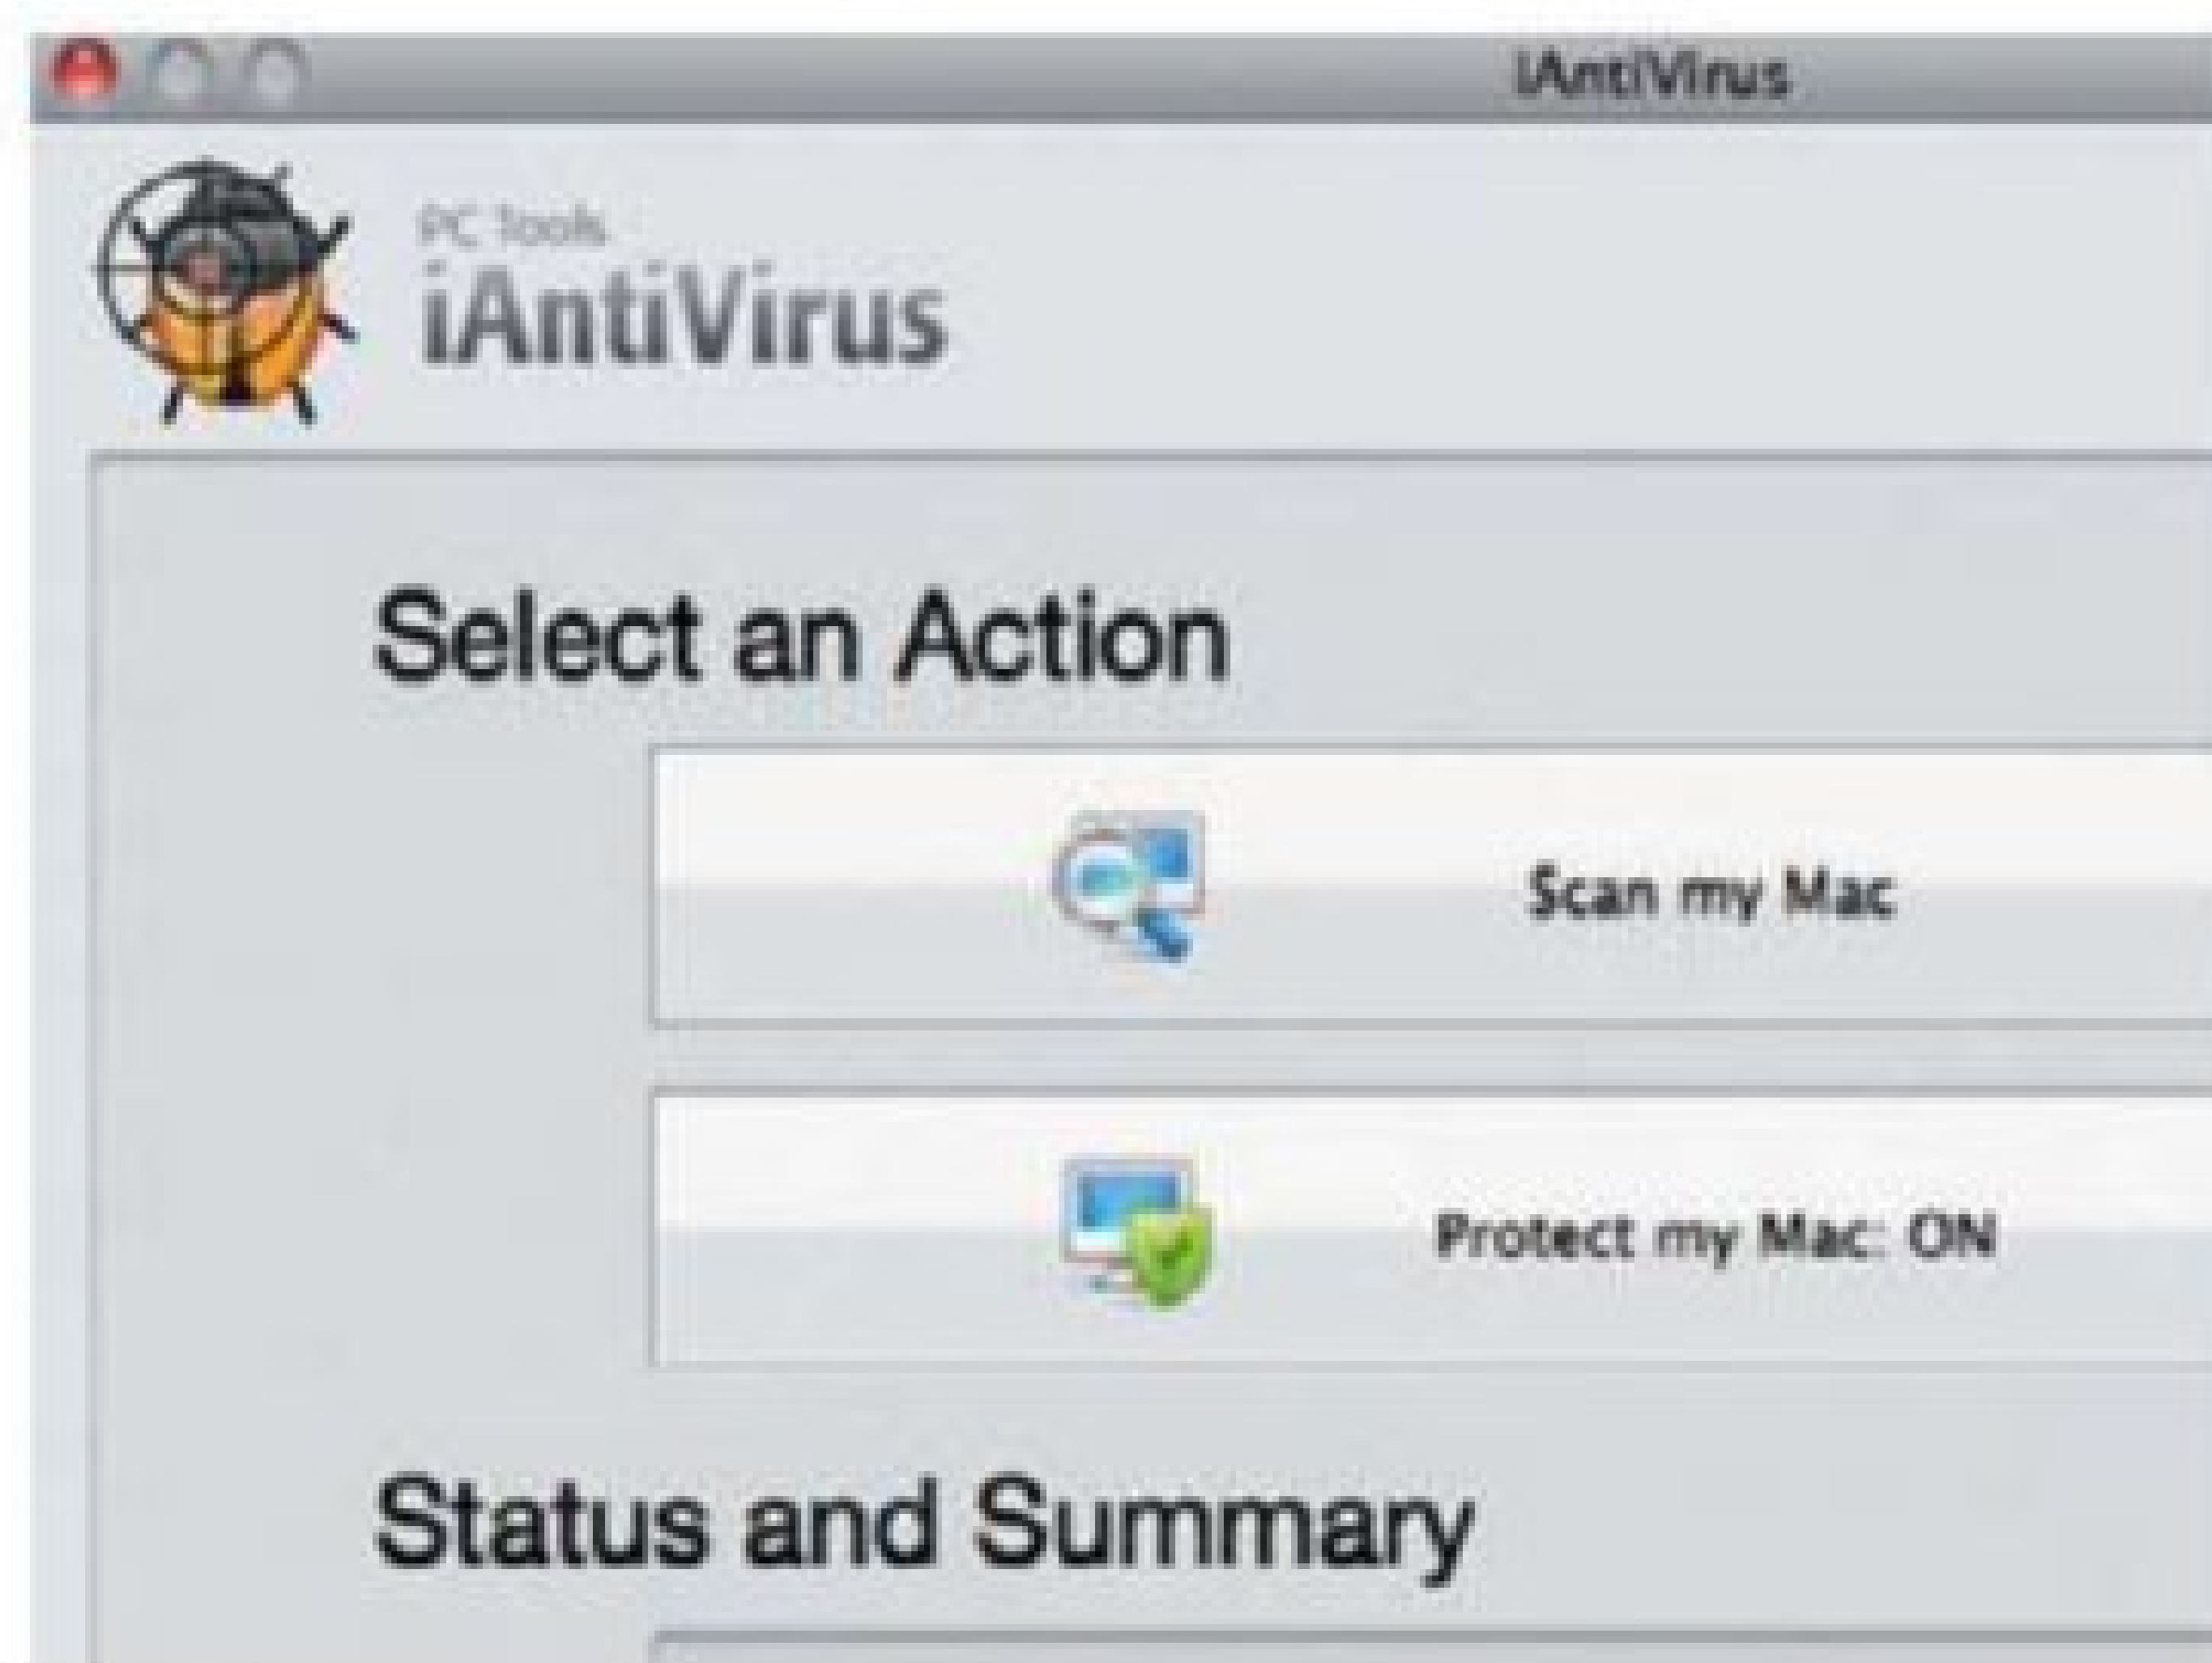 iAntiVirus
PC Tools
iAntiVirus
Select an Action
Scan my Mac
Protect my Mac: ON
Status and Summary